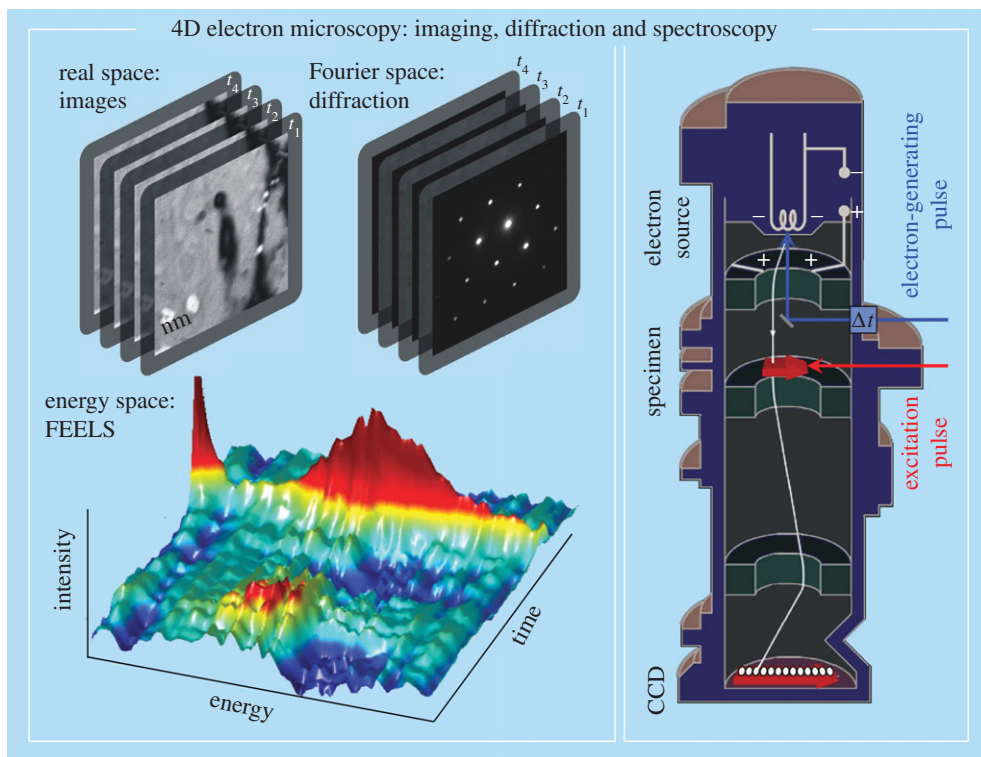 4D electron microscopy: imaging, diffraction and spectroscopy
real space:
images
t4
t3
t2
t1
nm
Fourier space:
diffraction
t4
t3
t2
t1
energy space:
FEELS
intensity
energy
time
electron
source
specimen
CCD
−
+
− −
+ +
Δt
electron-generating
pulse
excitation
pulse